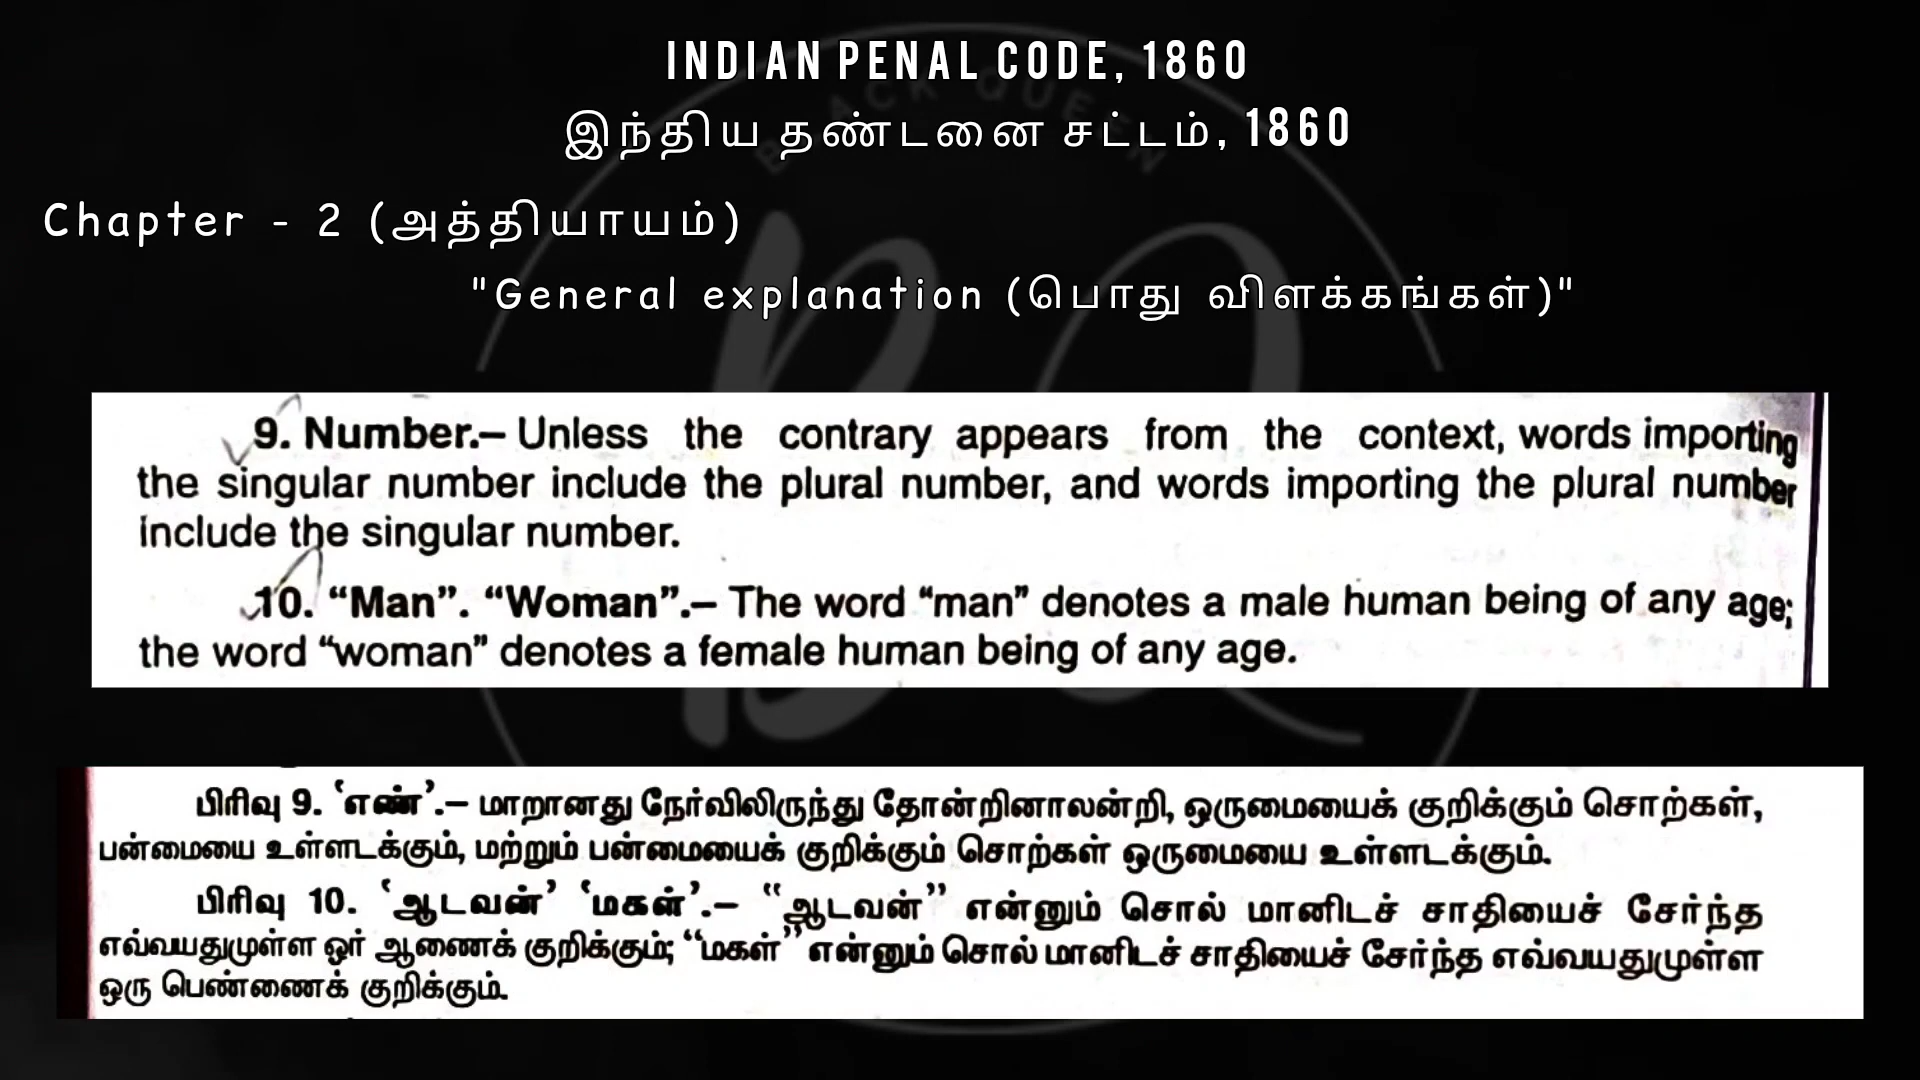 INDIAN PENAL CODE, 1860
இந்திய தண்டனை சட்டம், 1860
Chapter - 2 (அத்தியாயம்)
"General explanation (பொது விளக்கங்கள்)"
9. Number.– Unless the contrary appears from the context, words importing
the singular number include the plural number, and words importing the plural number
include the singular number.
10. “Man”. “Woman”.– The word “man” denotes a male human being of any age;
the word “woman” denotes a female human being of any age.
பிரிவு 9. ‘எண்’.– மாறானது நேர்விலிருந்து தோன்றினாலன்றி, ஒருமையைக் குறிக்கும் சொற்கள்,
பன்மையை உள்ளடக்கும், மற்றும் பன்மையைக் குறிக்கும் சொற்கள் ஒருமையை உள்ளடக்கும்.
பிரிவு 10. ‘ஆடவன்’ ‘மகள்’.– “ஆடவன்” என்னும் சொல் மானிடச் சாதியைச் சேர்ந்த
எவ்வயதுமுள்ள ஓர் ஆணைக் குறிக்கும்; “மகள்” என்னும் சொல் மானிடச் சாதியைச் சேர்ந்த எவ்வயதுமுள்ள
ஒரு பெண்ணைக் குறிக்கும்.
BLACK QUEEN
BQ